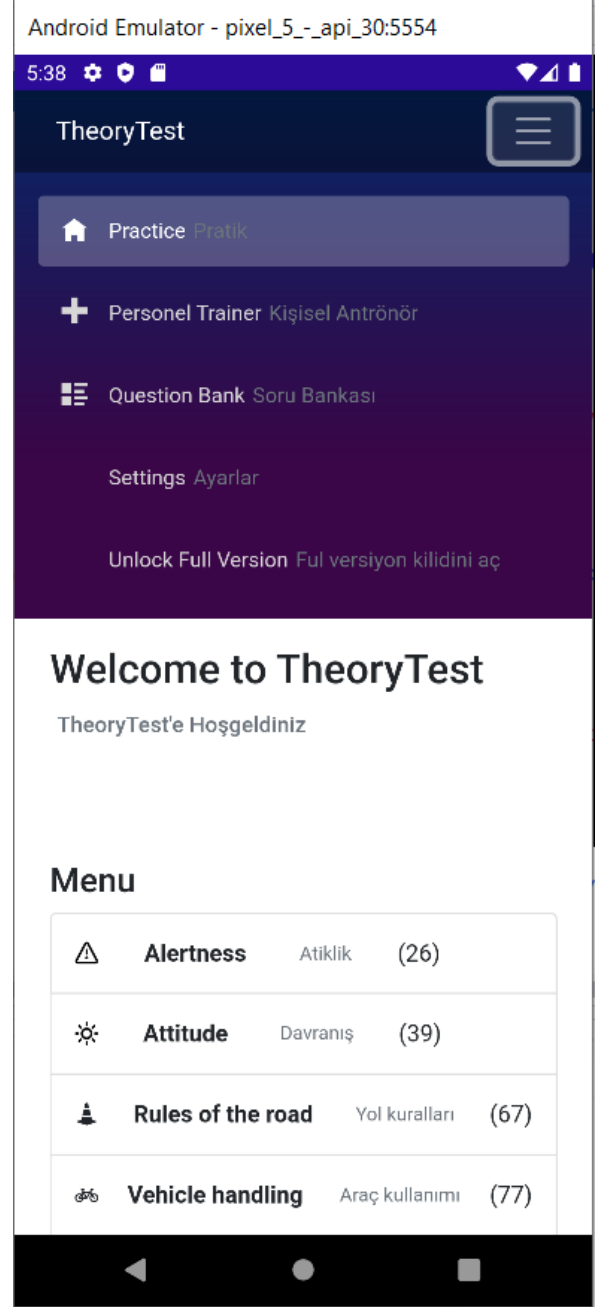 Android Emulator - pixel_5_-_api_30:5554
5:38
TheoryTest
Practice Pratik
Personel Trainer Kişisel Antrönör
Question Bank Soru Bankası
Settings Ayarlar
Unlock Full Version Ful versiyon kilidini aç
Welcome to TheoryTest
TheoryTest'e Hoşgeldiniz
Menu
Alertness Atiklik (26)
Attitude Davranış (39)
Rules of the road Yol kuralları (67)
Vehicle handling Araç kullanımı (77)